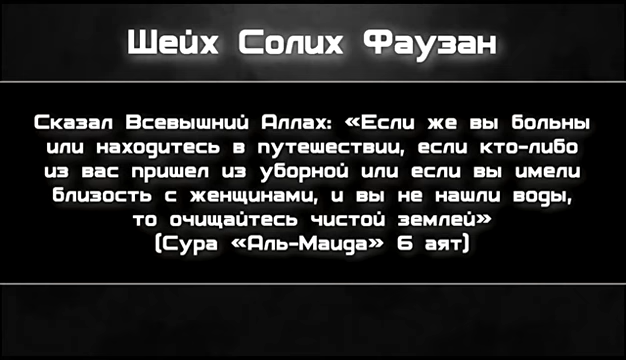 Шейх Солих Фаузан
Сказал Всевышний Аллах: «Если же вы больны
или находитесь в путешествии, если кто-либо
из вас пришел из уборной или если вы имели
близость с женщинами, и вы не нашли воды,
то очищайтесь чистой землей»
(Сура «Аль-Маида» 6 аят)